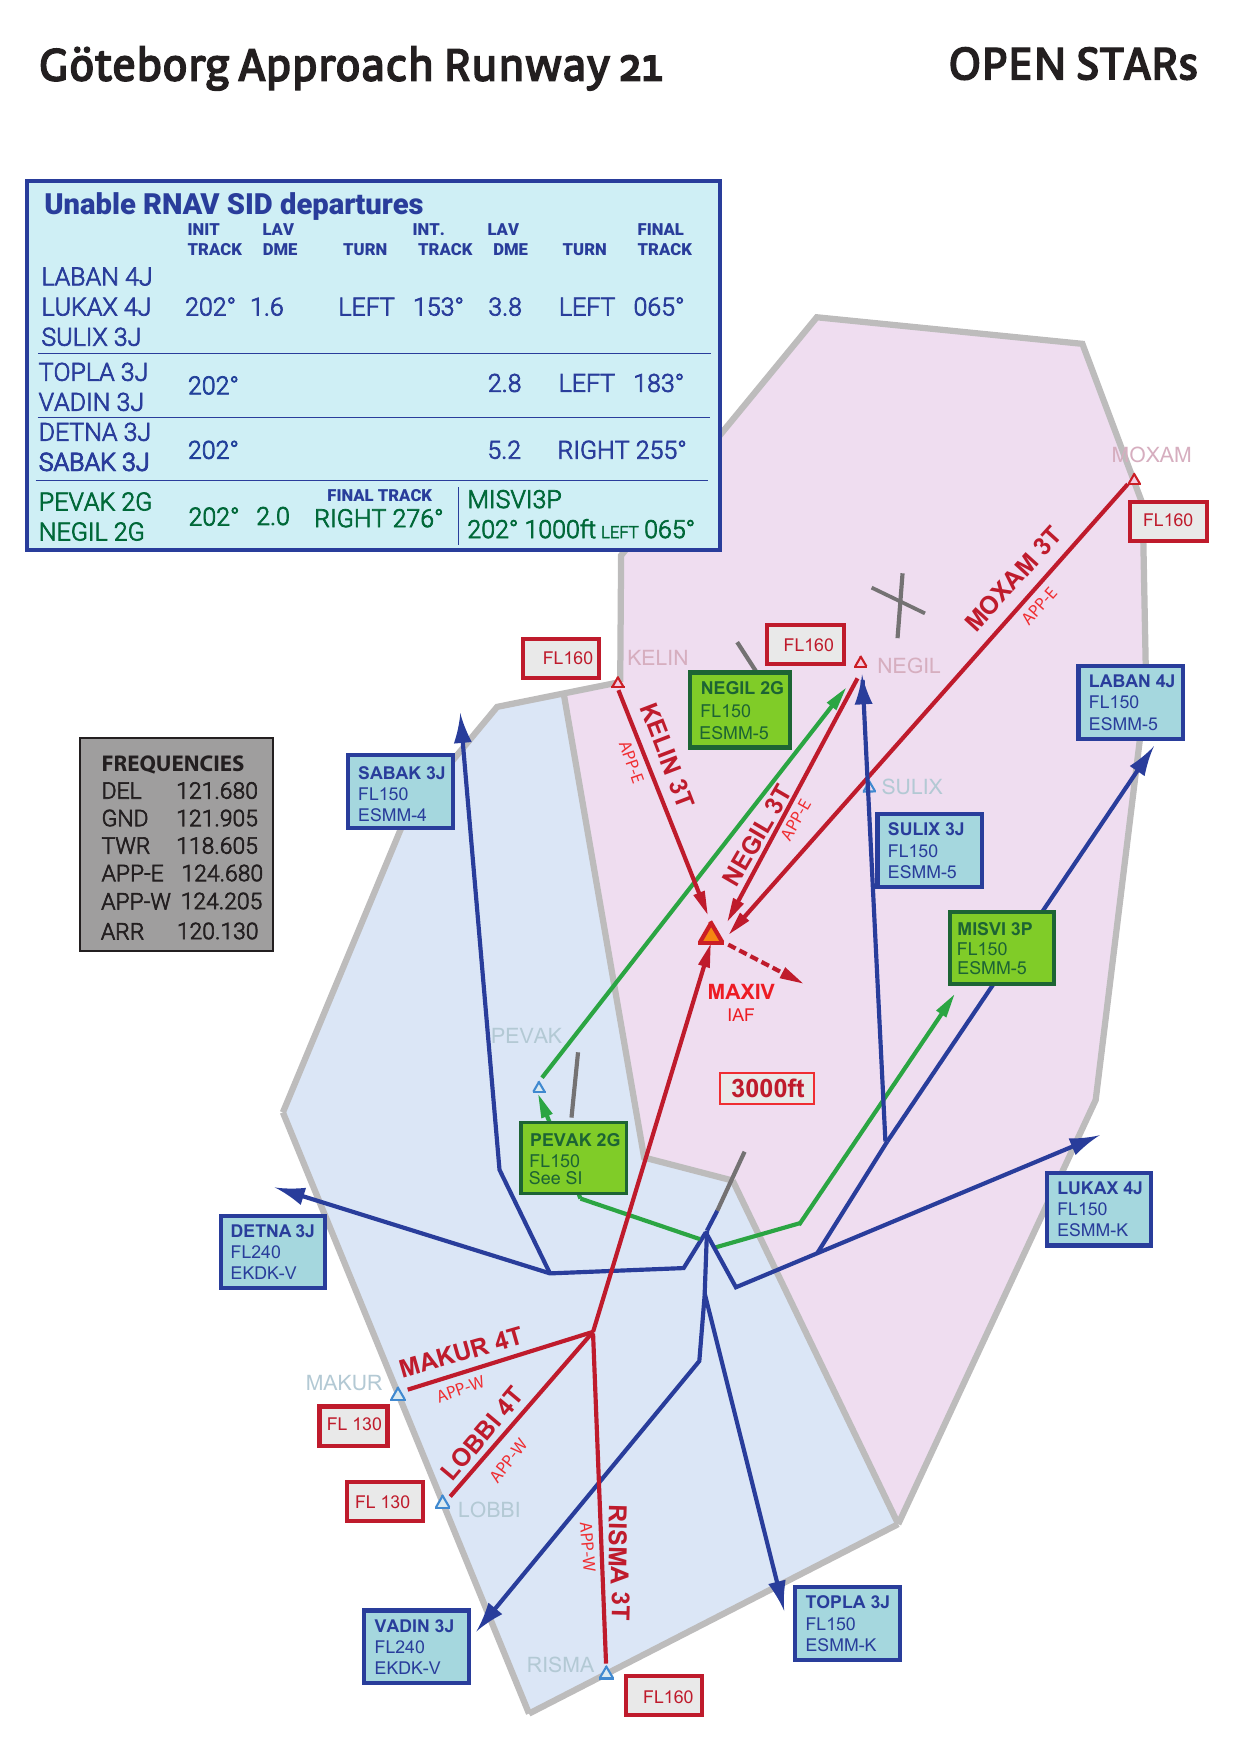 Göteborg Approach Runway 21
OPEN STARs
Unable RNAV SID departures
INIT LAV INT. LAV FINAL
TRACK DME TURN TRACK DME TURN TRACK
LABAN 4J
LUKAX 4J 202° 1.6 LEFT 153° 3.8 LEFT 065°
SULIX 3J
TOPLA 3J
202° 2.8 LEFT 183°
VADIN 3J
DETNA 3J
202° 5.2 RIGHT 255°
SABAK 3J
PEVAK 2G FINAL TRACK MISVI3P
202° 2.0 RIGHT 276°
NEGIL 2G 202° 1000ft LEFT 065°
MOXAM
FL160
MOXAM 3T
APP-E
FL160
KELIN
FL160
NEGIL
NEGIL 2G
FL150
ESMM-5
LABAN 4J
FL150
ESMM-5
KELIN 3T
APP-E
FREQUENCIES
DEL 121.680
GND 121.905
TWR 118.605
APP-E 124.680
APP-W 124.205
ARR 120.130
SABAK 3J
FL150
ESMM-4
SULIX
NEGIL 3T
APP-E
SULIX 3J
FL150
ESMM-5
MISVI 3P
FL150
ESMM-5
MAXIV
IAF
PEVAK
3000ft
PEVAK 2G
FL150
See SI
LUKAX 4J
FL150
ESMM-K
DETNA 3J
FL240
EKDK-V
MAKUR 4T
APP-W
MAKUR
FL 130
LOBBI 4T
APP-W
FL 130
LOBBI
RISMA 3T
APP-W
TOPLA 3J
FL150
ESMM-K
VADIN 3J
FL240
EKDK-V
RISMA
FL160